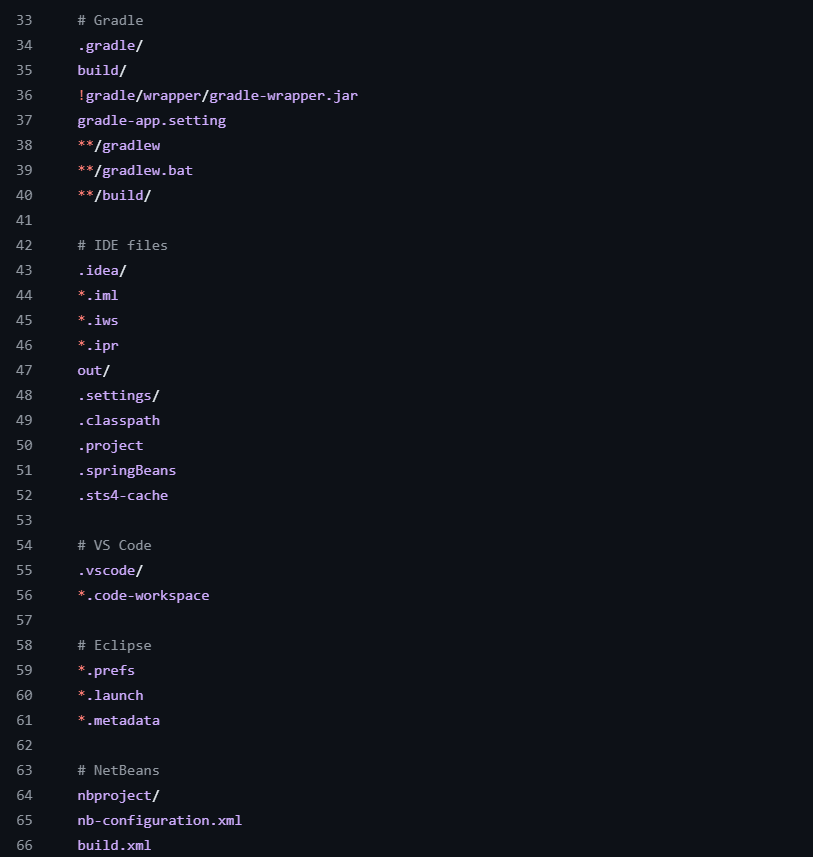 33 # Gradle
34 .gradle/
35 build/
36 !gradle/wrapper/gradle-wrapper.jar
37 gradle-app.setting
38 **/gradlew
39 **/gradlew.bat
40 **/build/
41
42 # IDE files
43 .idea/
44 *.iml
45 *.iws
46 *.ipr
47 out/
48 .settings/
49 .classpath
50 .project
51 .springBeans
52 .sts4-cache
53
54 # VS Code
55 .vscode/
56 *.code-workspace
57
58 # Eclipse
59 *.prefs
60 *.launch
61 *.metadata
62
63 # NetBeans
64 nbproject/
65 nb-configuration.xml
66 build.xml